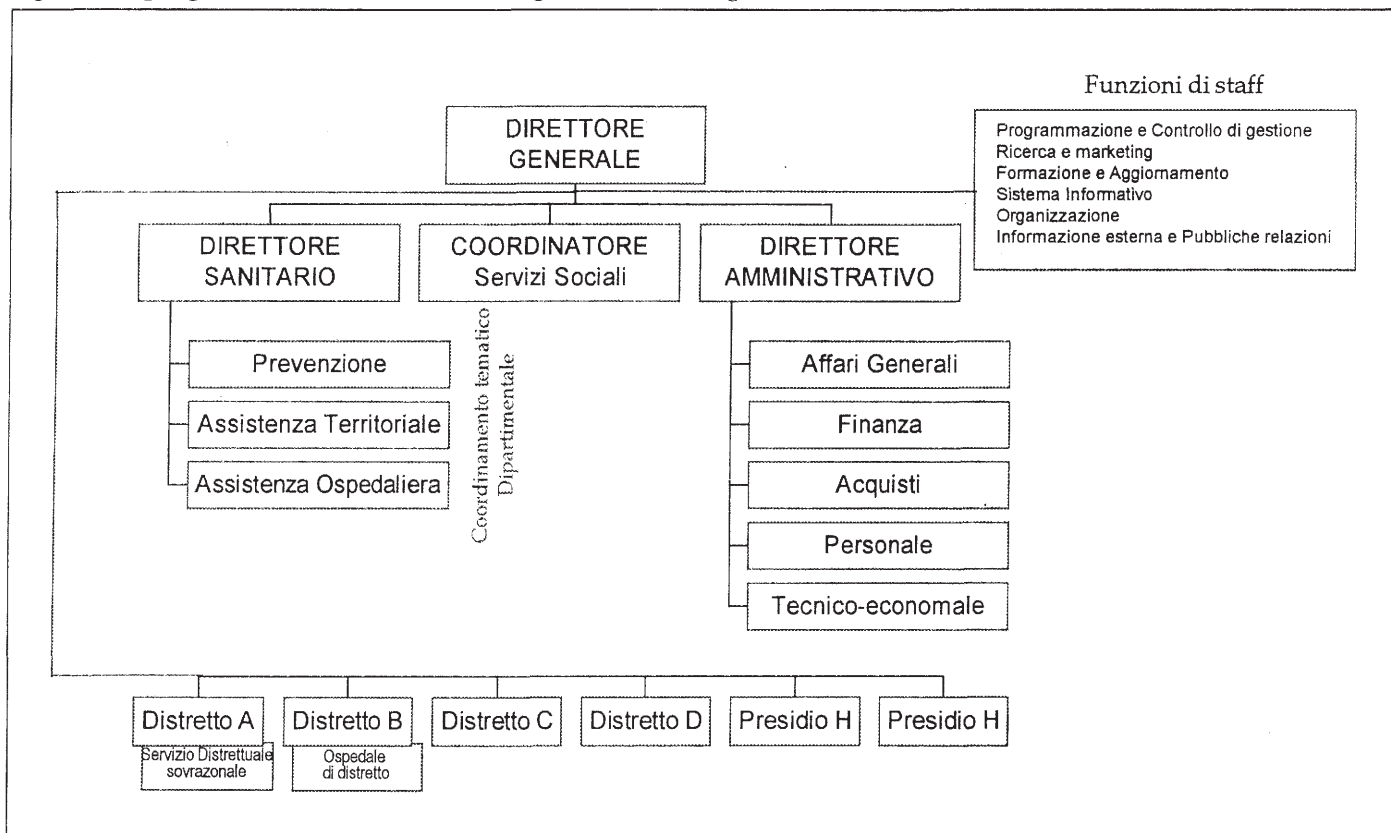 Funzioni di staff
DIRETTORE
GENERALE
Programmazione e Controllo di gestione
Ricerca e marketing
Formazione e Aggiornamento
Sistema Informativo
Organizzazione
Informazione esterna e Pubbliche relazioni
DIRETTORE
SANITARIO
COORDINATORE
Servizi Sociali
DIRETTORE
AMMINISTRATIVO
Prevenzione
Assistenza Territoriale
Assistenza Ospedaliera
Coordinamento tematico
Dipartimentale
Affari Generali
Finanza
Acquisti
Personale
Tecnico-economale
Distretto A
Servizio Distrettuale
sovrazonale
Distretto B
Ospedale
di distretto
Distretto C
Distretto D
Presidio H
Presidio H